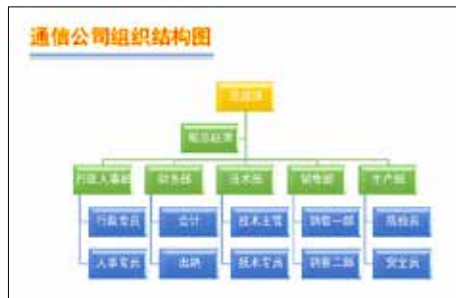 通信公司组织结构图
总经理
副总经理
行政人事部 财务部 技术部 销售部 生产部
行政专员 会计 技术主管 销售一部 质检员
人事专员 出纳 技术专员 销售二部 安全员